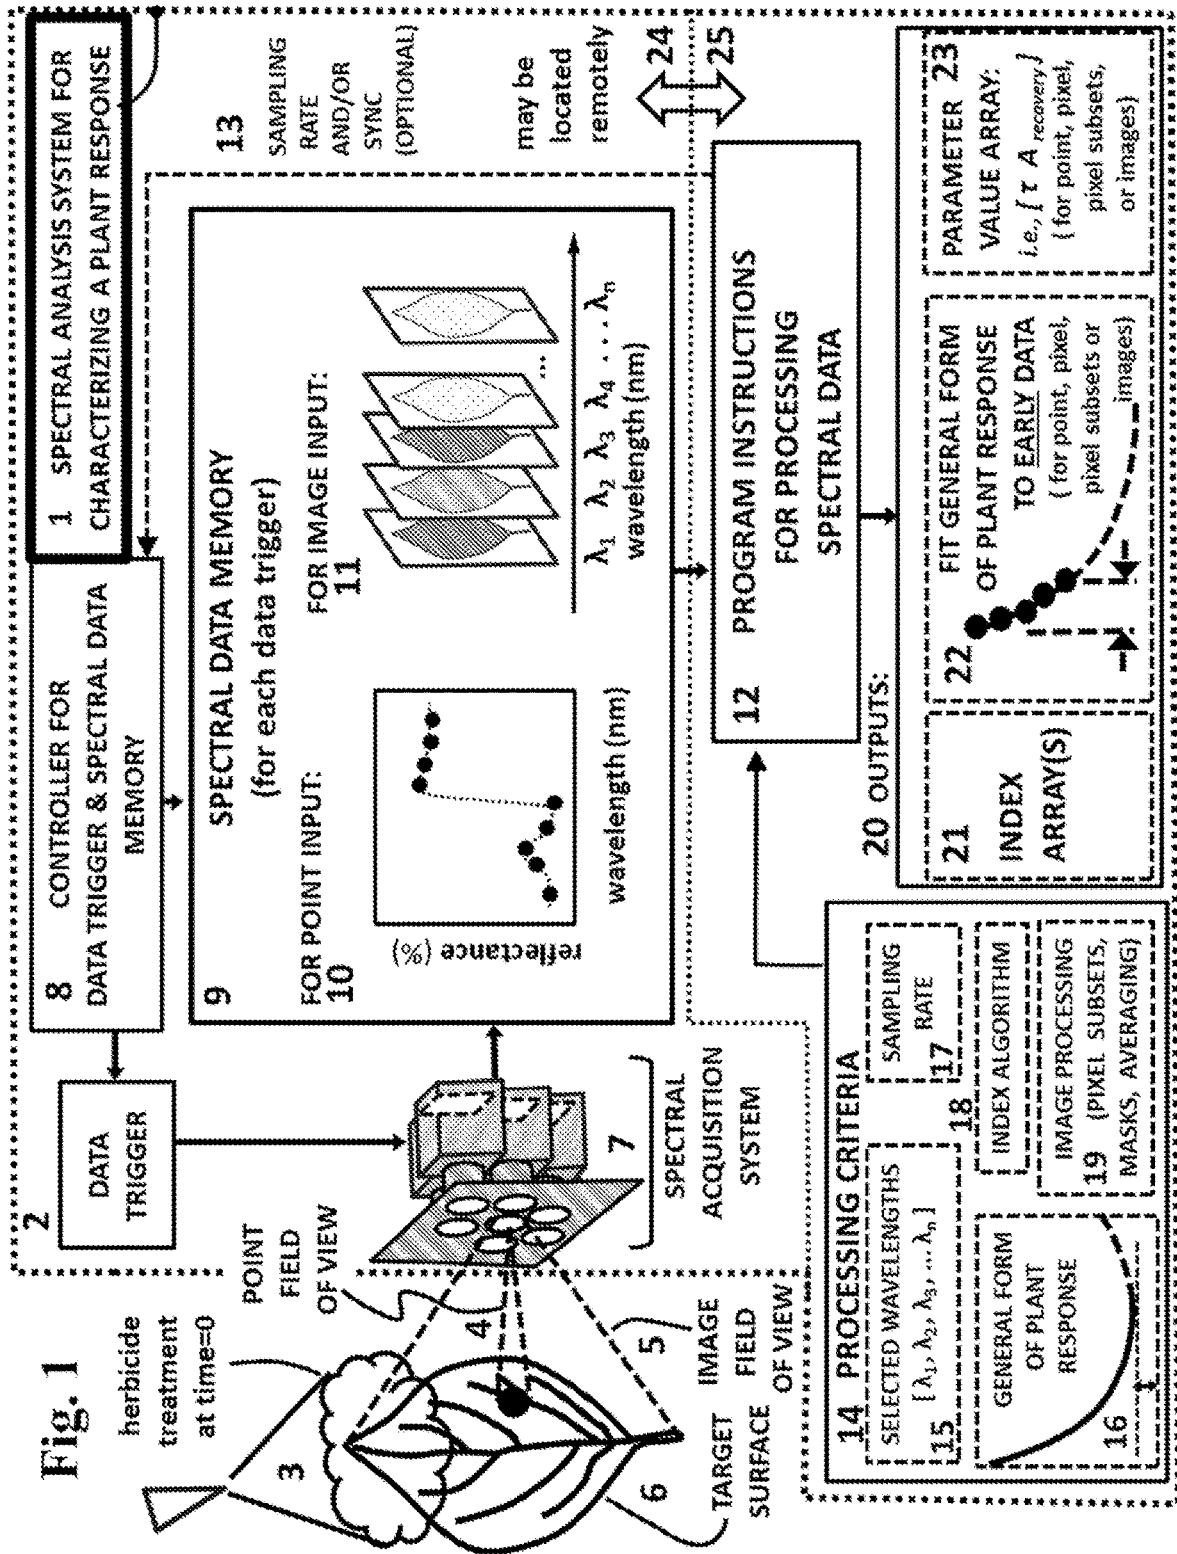 Fig. 1
1 SPECTRAL ANALYSIS SYSTEM FOR
CHARACTERIZING A PLANT RESPONSE
2
DATA
TRIGGER
8 CONTROLLER FOR
DATA TRIGGER & SPECTRAL DATA
MEMORY
13
SAMPLING
RATE
AND/OR
SYNC
(OPTIONAL)
may be
located
remotely
24
25
herbicide
treatment
at time=0
3
POINT
FIELD
OF VIEW
4
5
IMAGE
FIELD
OF VIEW
6
TARGET
SURFACE
7
SPECTRAL
ACQUISITION
SYSTEM
9
SPECTRAL DATA MEMORY
(for each data trigger)
FOR POINT INPUT:
10
reflectance (%)
wavelength (nm)
FOR IMAGE INPUT:
11
...
λ1 λ2 λ3 λ4 . . . λn
wavelength (nm)
12 PROGRAM INSTRUCTIONS
FOR PROCESSING
SPECTRAL DATA
14 PROCESSING CRITERIA
SELECTED WAVELENGTHS
15 [ λ1, λ2, λ3, ... λn ]
GENERAL FORM
OF PLANT
RESPONSE
16
SAMPLING
RATE
17
18
INDEX ALGORITHM
IMAGE PROCESSING
19 (PIXEL SUBSETS,
MASKS, AVERAGING)
20 OUTPUTS:
21
INDEX
ARRAY(S)
22
FIT GENERAL FORM
OF PLANT RESPONSE
TO EARLY DATA
( for point, pixel,
pixel subsets or
images)
PARAMETER 23
VALUE ARRAY:
i.e., [ τ A recovery, ]
( for point, pixel,
pixel subsets,
or images)